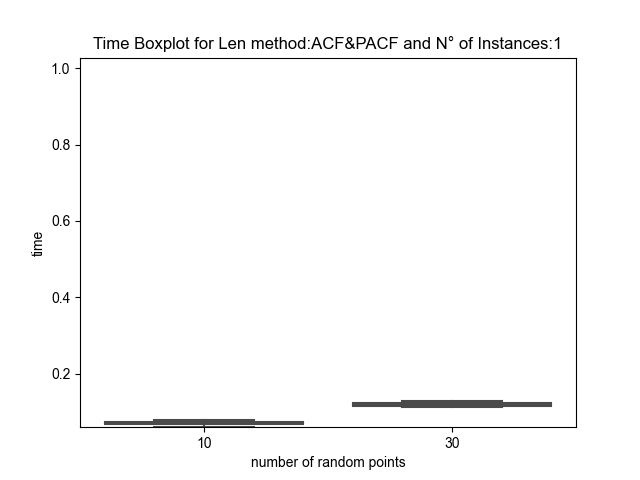 Time Boxplot for Len method:ACF&PACF and N° of Instances:1
1.0
0.8
0.6
0.4
0.2
time
10
30
number of random points